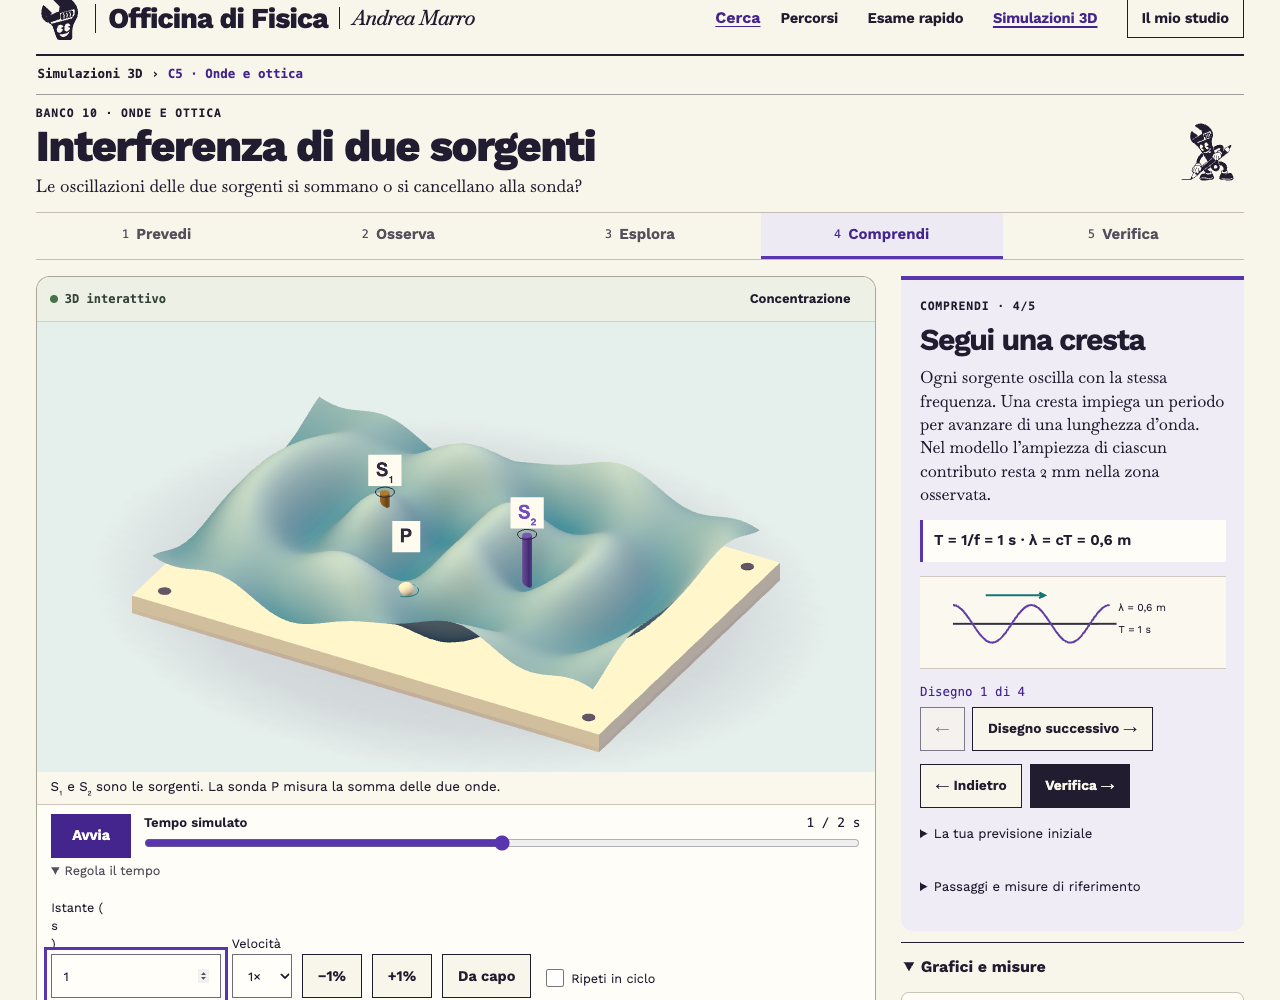 Officina di Fisica
Andrea Marro
Cerca
Percorsi
Esame rapido
Simulazioni 3D
Il mio studio
Simulazioni 3D › C5 · Onde e ottica
BANCO 10 · ONDE E OTTICA
Interferenza di due sorgenti
Le oscillazioni delle due sorgenti si sommano o si cancellano alla sonda?
1 Prevedi
2 Osserva
3 Esplora
4 Comprendi
5 Verifica
3D interattivo
Concentrazione
S₁
S₂
P
S₁ e S₂ sono le sorgenti. La sonda P misura la somma delle due onde.
Avvia
Tempo simulato
1 / 2 s
▼ Regola il tempo
Istante (
s
)
Velocità
1
1×
−1%
+1%
Da capo
Ripeti in ciclo
COMPRENDI · 4/5
Segui una cresta
Ogni sorgente oscilla con la stessa
frequenza. Una cresta impiega un periodo
per avanzare di una lunghezza d’onda.
Nel modello l’ampiezza di ciascun
contributo resta 2 mm nella zona
osservata.
T = 1/f = 1 s · λ = cT = 0,6 m
λ = 0,6 m
T = 1 s
Disegno 1 di 4
←
Disegno successivo →
← Indietro
Verifica →
▶ La tua previsione iniziale
▶ Passaggi e misure di riferimento
▼ Grafici e misure